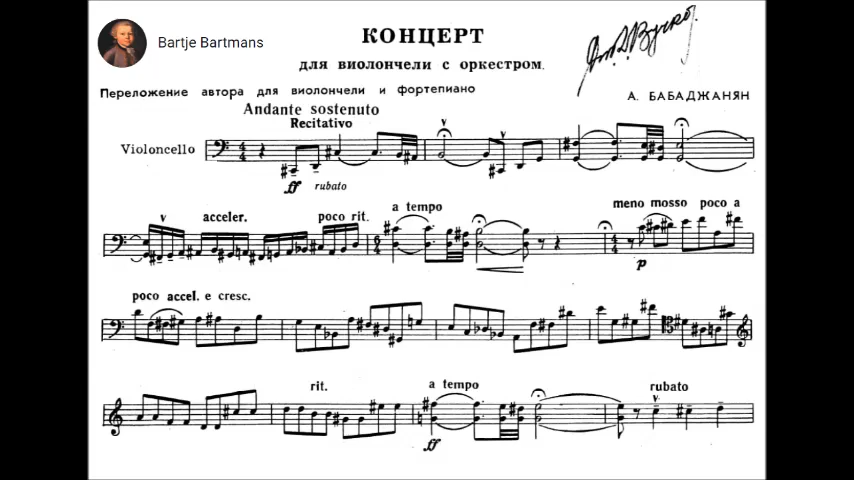 Bartje Bartmans
КОНЦЕРТ
для виолончели с оркестром.
Переложение автора для виолончели и фортепиано
А. БАБАДЖАНЯН
Andante sostenuto
Recitativo
Violoncello
ff rubato
acceler. poco rit. a tempo meno mosso poco a
p
poco accel. e cresc.
rit. a tempo rubato
ff